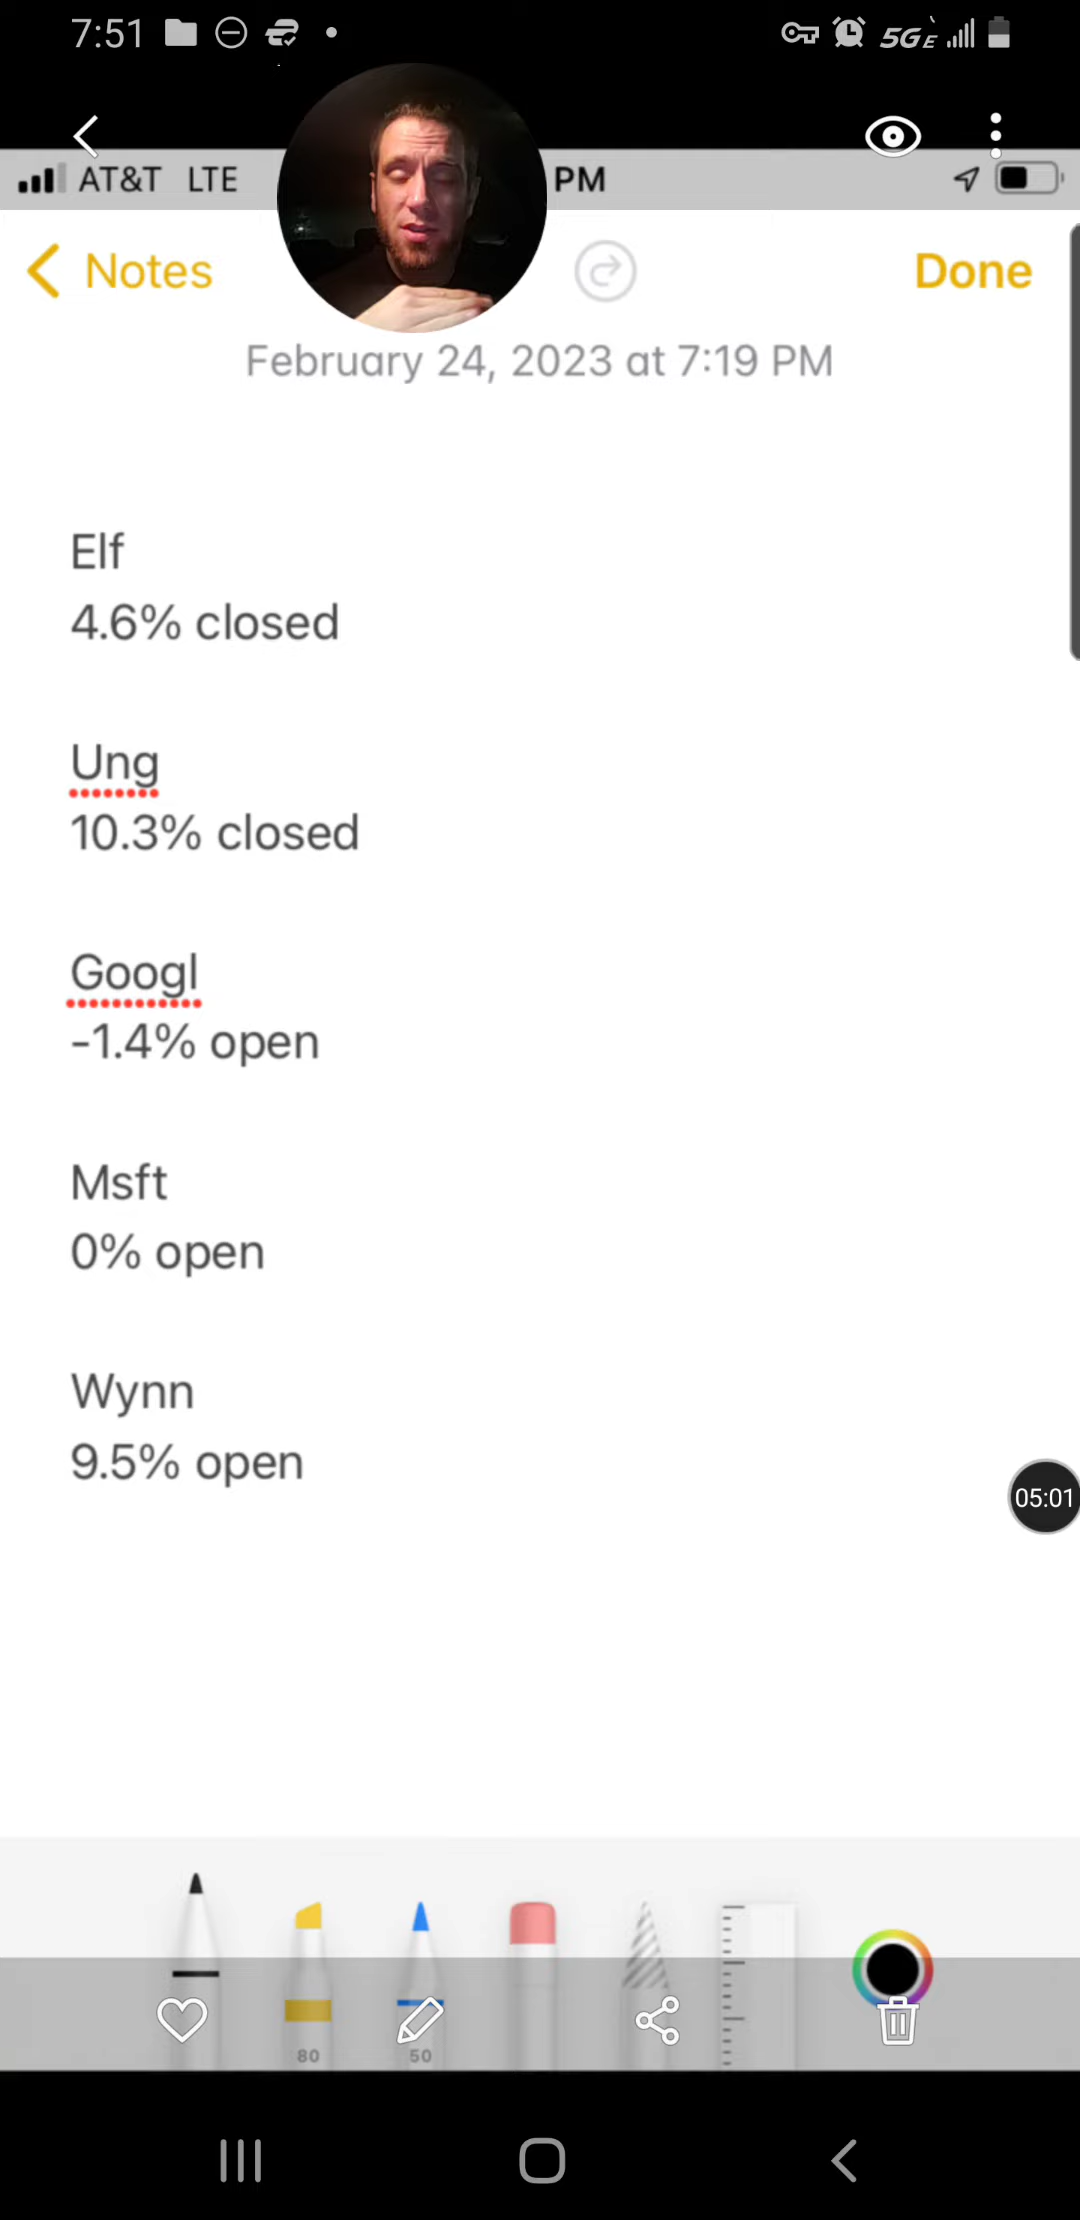 7:51
5GE
AT&T LTE PM
Notes Done
February 24, 2023 at 7:19 PM
Elf
4.6% closed
Ung
10.3% closed
Googl
-1.4% open
Msft
0% open
Wynn
9.5% open
05:01
80 50